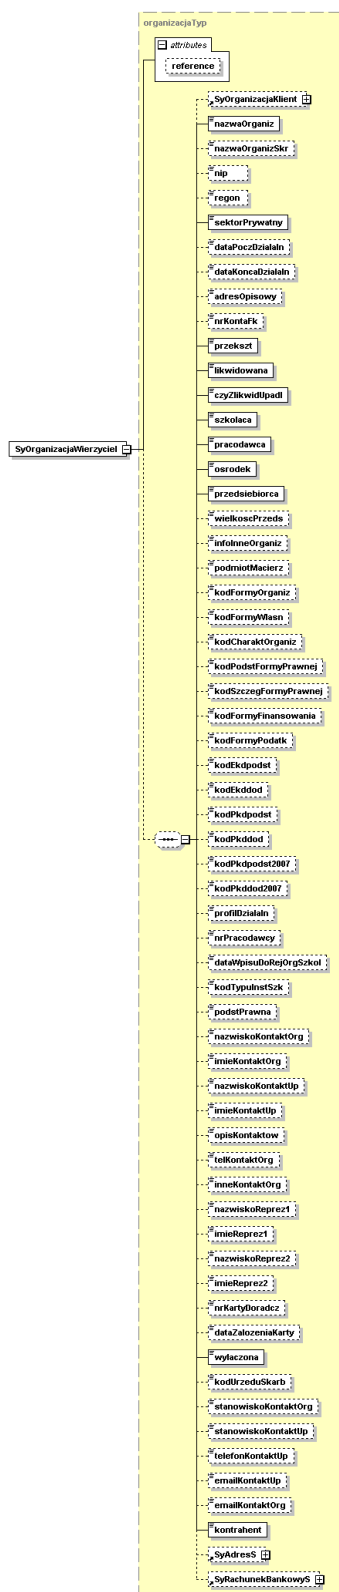 organizacjaTyp
attributes
reference
SyOrganizacjaKlient
nazwaOrganiz
nazwaOrganizSkr
nip
regon
sektorPrywatny
dataPoczDzialaln
dataKoncaDzialaln
adresOpisowy
nrKontaFk
przekszt
likwidowana
czyZlikwidUpadl
szkolaca
pracodawca
SyOrganizacjaWierzyciel
osrodek
przedsiebiorca
wielkoscPrzeds
infoInneOrganiz
podmiotMacierz
kodFormyOrganiz
kodFormyWlasn
kodCharaktOrganiz
kodPodstFormyPrawnej
kodSzczegFormyPrawnej
kodFormyFinansowania
kodFormyPodatk
kodEkdpodst
kodEkddod
kodPkdpodst
kodPkddod
kodPkdpodst2007
kodPkddod2007
profilDzialaln
nrPracodawcy
dataWpisuDoRejOrgSzkol
kodTypuInstSzk
podstPrawna
nazwiskoKontaktOrg
imieKontaktOrg
nazwiskoKontaktUp
imieKontaktUp
opisKontaktow
telKontaktOrg
inneKontaktOrg
nazwiskoReprez1
imieReprez1
nazwiskoReprez2
imieReprez2
nrKartyDoradcz
dataZalozeniaKarty
wylaczona
kodUrzeduSkarb
stanowiskoKontaktOrg
stanowiskoKontaktUp
telefonKontaktUp
emailKontaktUp
emailKontaktOrg
kontrahent
SyAdresS
SyRachunekBankowyS